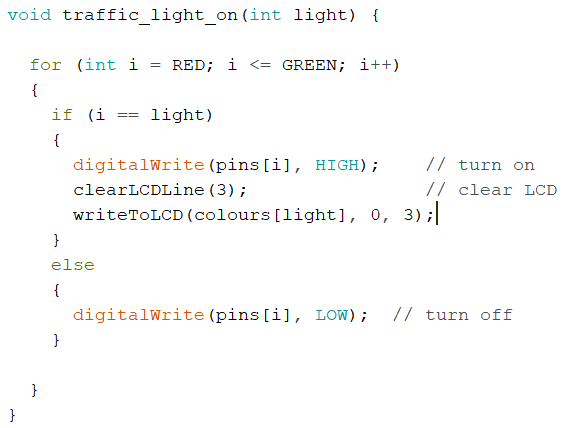 void traffic_light_on(int light) {
for (int i = RED; i <= GREEN; i++)
{
if (i == light)
{
digitalWrite(pins[i], HIGH);    // turn on
clearLCDLine(3);                // clear LCD
writeToLCD(colours[light], 0, 3);
}
else
{
digitalWrite(pins[i], LOW);  // turn off
}
}
}